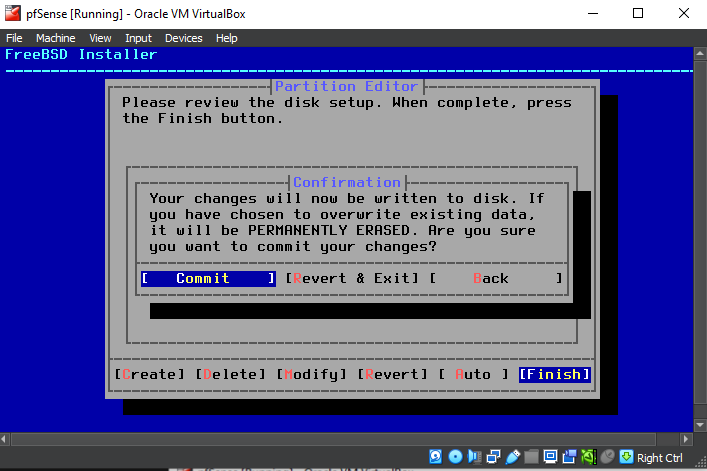 pfSense [Running] - Oracle VM VirtualBox
File Machine View Input Devices Help
FreeBSD Installer
Partition Editor
Please review the disk setup. When complete, press
the Finish button.
Confirmation
Your changes will now be written to disk. If
you have chosen to overwrite existing data,
it will be PERMANENTLY ERASED. Are you sure
you want to commit your changes?
[ Commit ] [Revert & Exit] [ Back ]
[Create] [Delete] [Modify] [Revert] [ Auto ] [Finish]
Right Ctrl